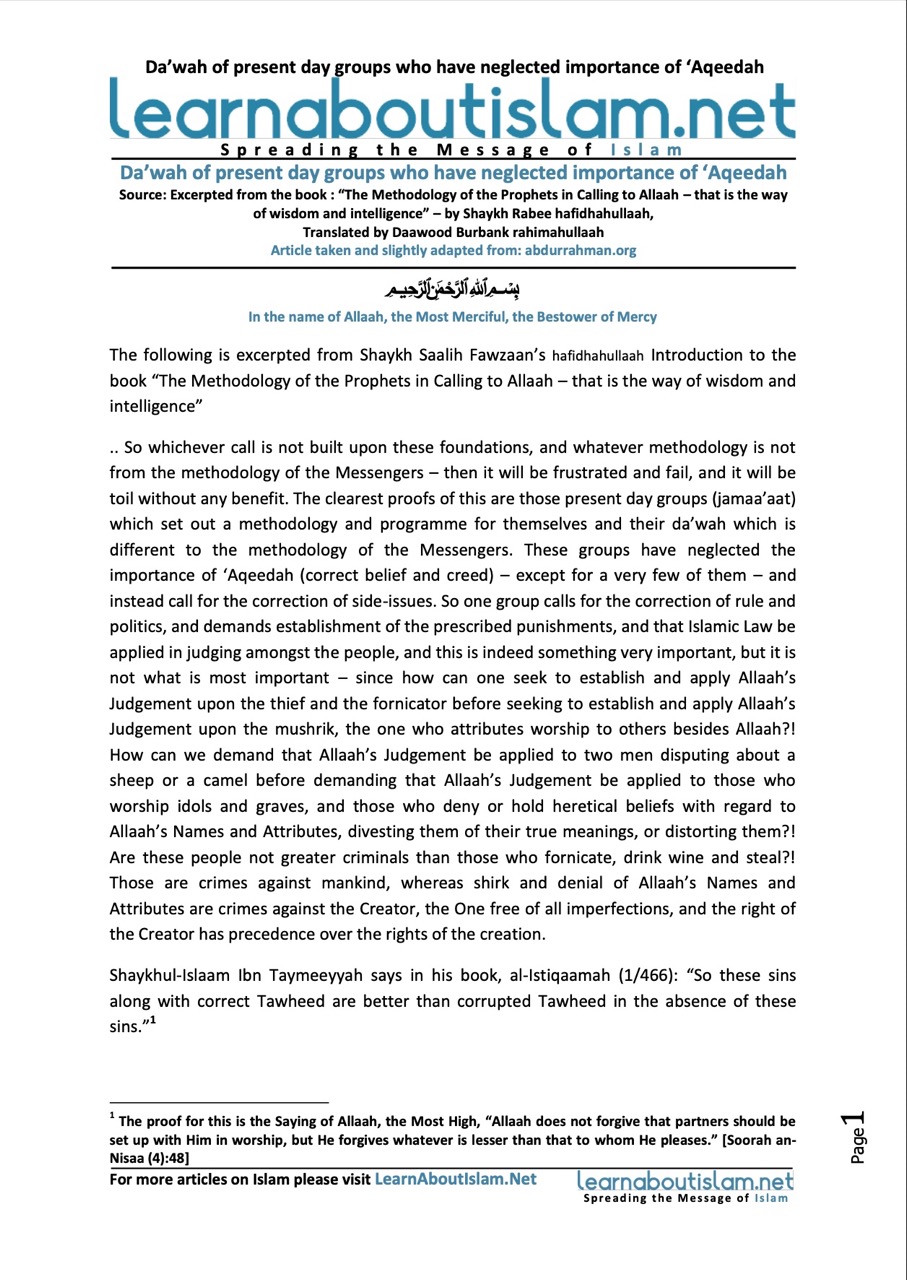 Da’wah of present day groups who have neglected importance of ‘Aqeedah
learnaboutislam.net
Spreading the Message of Islam
Da’wah of present day groups who have neglected importance of ‘Aqeedah
Source: Excerpted from the book : “The Methodology of the Prophets in Calling to Allaah – that is the way
of wisdom and intelligence” – by Shaykh Rabee hafidhahullaah,
Translated by Daawood Burbank rahimahullaah
Article taken and slightly adapted from: abdurrahman.org
بِسْمِ اللَّهِ الرَّحْمَٰنِ الرَّحِيمِ
In the name of Allaah, the Most Merciful, the Bestower of Mercy
The following is excerpted from Shaykh Saalih Fawzaan’s hafidhahullaah Introduction to the
book “The Methodology of the Prophets in Calling to Allaah – that is the way of wisdom and
intelligence”
.. So whichever call is not built upon these foundations, and whatever methodology is not
from the methodology of the Messengers – then it will be frustrated and fail, and it will be
toil without any benefit. The clearest proofs of this are those present day groups (jamaa’aat)
which set out a methodology and programme for themselves and their da’wah which is
different to the methodology of the Messengers. These groups have neglected the
importance of ‘Aqeedah (correct belief and creed) – except for a very few of them – and
instead call for the correction of side-issues. So one group calls for the correction of rule and
politics, and demands establishment of the prescribed punishments, and that Islamic Law be
applied in judging amongst the people, and this is indeed something very important, but it is
not what is most important – since how can one seek to establish and apply Allaah’s
Judgement upon the thief and the fornicator before seeking to establish and apply Allaah’s
Judgement upon the mushrik, the one who attributes worship to others besides Allaah?!
How can we demand that Allaah’s Judgement be applied to two men disputing about a
sheep or a camel before demanding that Allaah’s Judgement be applied to those who
worship idols and graves, and those who deny or hold heretical beliefs with regard to
Allaah’s Names and Attributes, divesting them of their true meanings, or distorting them?!
Are these people not greater criminals than those who fornicate, drink wine and steal?!
Those are crimes against mankind, whereas shirk and denial of Allaah’s Names and
Attributes are crimes against the Creator, the One free of all imperfections, and the right of
the Creator has precedence over the rights of the creation.
Shaykhul-Islaam Ibn Taymeeyyah says in his book, al-Istiqaamah (1/466): “So these sins
along with correct Tawheed are better than corrupted Tawheed in the absence of these
sins.”1
1 The proof for this is the Saying of Allaah, the Most High, “Allaah does not forgive that partners should be
set up with Him in worship, but He forgives whatever is lesser than that to whom He pleases.” [Soorah an-
Nisaa (4):48]
For more articles on Islam please visit LearnAboutIslam.Net
learnaboutislam.net
Spreading the Message of Islam
Page 1